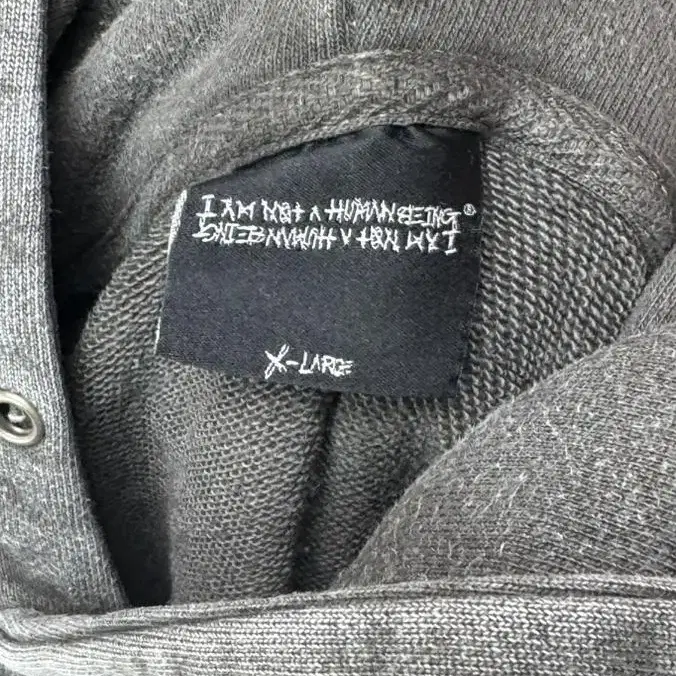 I AM NOT A HUMAN BEING®
I AM NOT A HUMAN BEING
X-LARGE